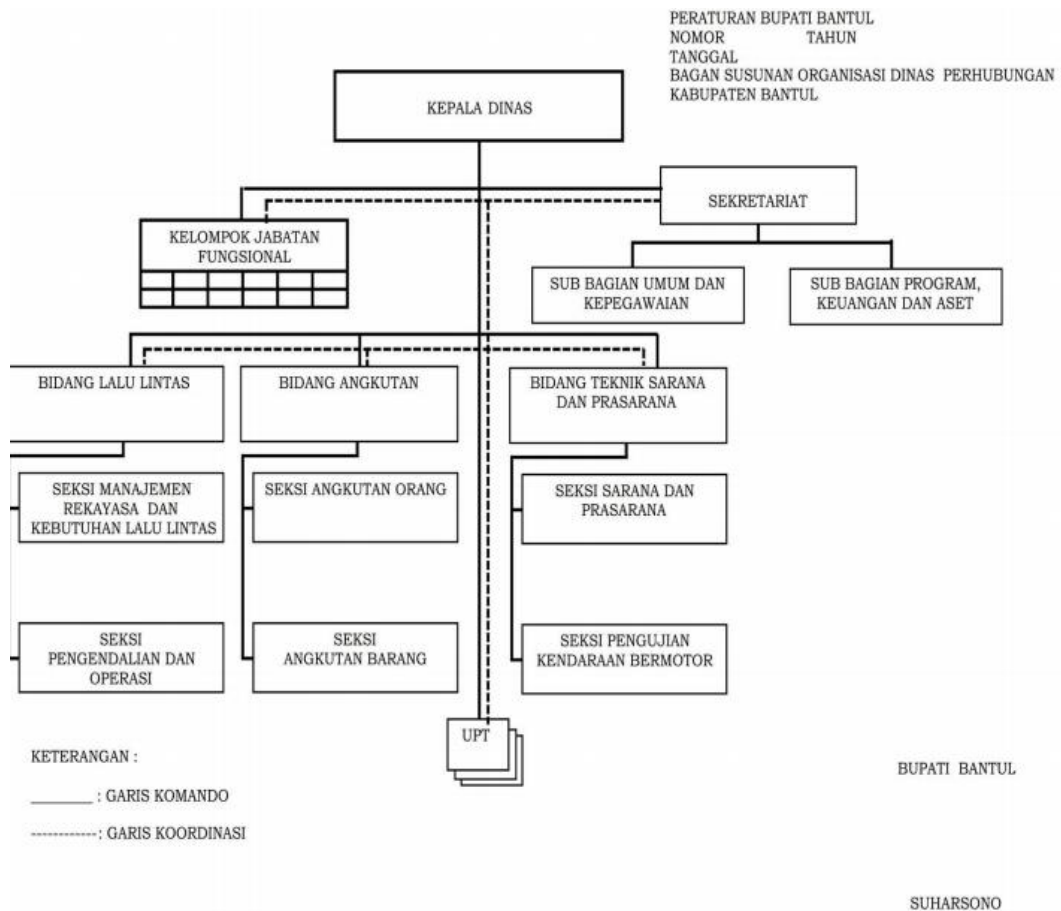 PERATURAN BUPATI BANTUL
NOMOR TAHUN
TANGGAL
BAGAN SUSUNAN ORGANISASI DINAS PERHUBUNGAN
KABUPATEN BANTUL
KEPALA DINAS
SEKRETARIAT
KELOMPOK JABATAN
FUNGSIONAL
SUB BAGIAN UMUM DAN
KEPEGAWAIAN
SUB BAGIAN PROGRAM,
KEUANGAN DAN ASET
BIDANG LALU LINTAS
BIDANG ANGKUTAN
BIDANG TEKNIK SARANA
DAN PRASARANA
SEKSI MANAJEMEN
REKAYASA DAN
KEBUTUHAN LALU LINTAS
SEKSI ANGKUTAN ORANG
SEKSI SARANA DAN
PRASARANA
SEKSI
PENGENDALIAN DAN
OPERASI
SEKSI
ANGKUTAN BARANG
SEKSI PENGUJIAN
KENDARAAN BERMOTOR
UPT
KETERANGAN :
________ : GARIS KOMANDO
------------: GARIS KOORDINASI
BUPATI BANTUL
SUHARSONO